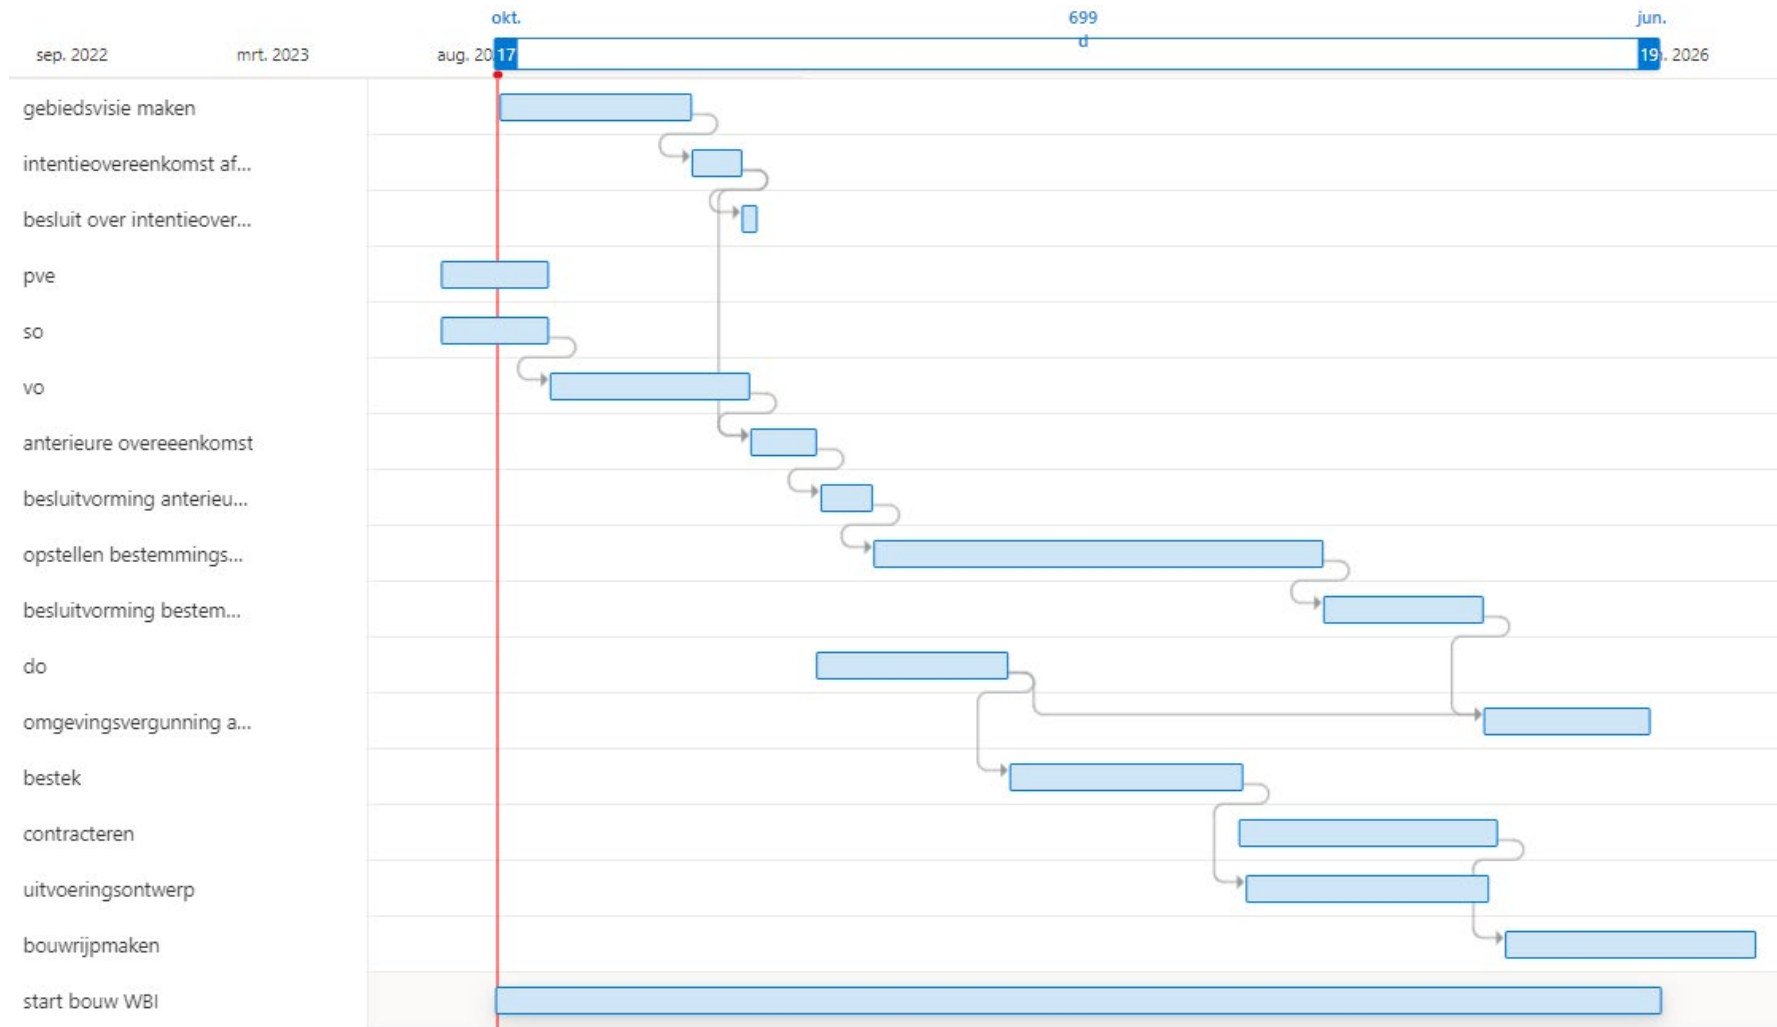 okt.
699
d
jun.
sep. 2022
mrt. 2023
aug. 20
17
19
. 2026
gebiedsvisie maken
intentieovereenkomst af...
besluit over intentieover...
pve
so
vo
anterieure overeeenkomst
besluitvorming anterieu...
opstellen bestemmings...
besluitvorming bestem...
do
omgevingsvergunning a...
bestek
contracteren
uitvoeringsontwerp
bouwrijpmaken
start bouw WBI